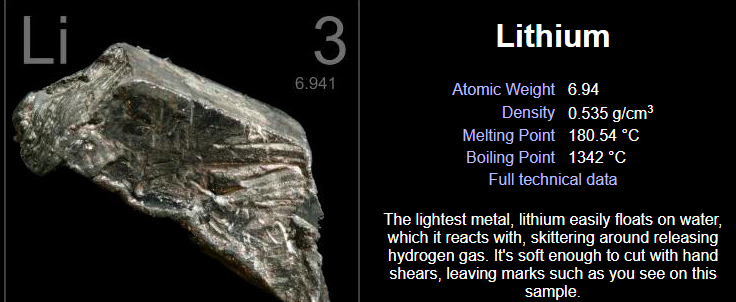 Li
3
6.941
Lithium
Atomic Weight 6.94
Density 0.535 g/cm³
Melting Point 180.54 °C
Boiling Point 1342 °C
Full technical data
The lightest metal, lithium easily floats on water,
which it reacts with, skittering around releasing
hydrogen gas. It's soft enough to cut with hand
shears, leaving marks such as you see on this
sample.